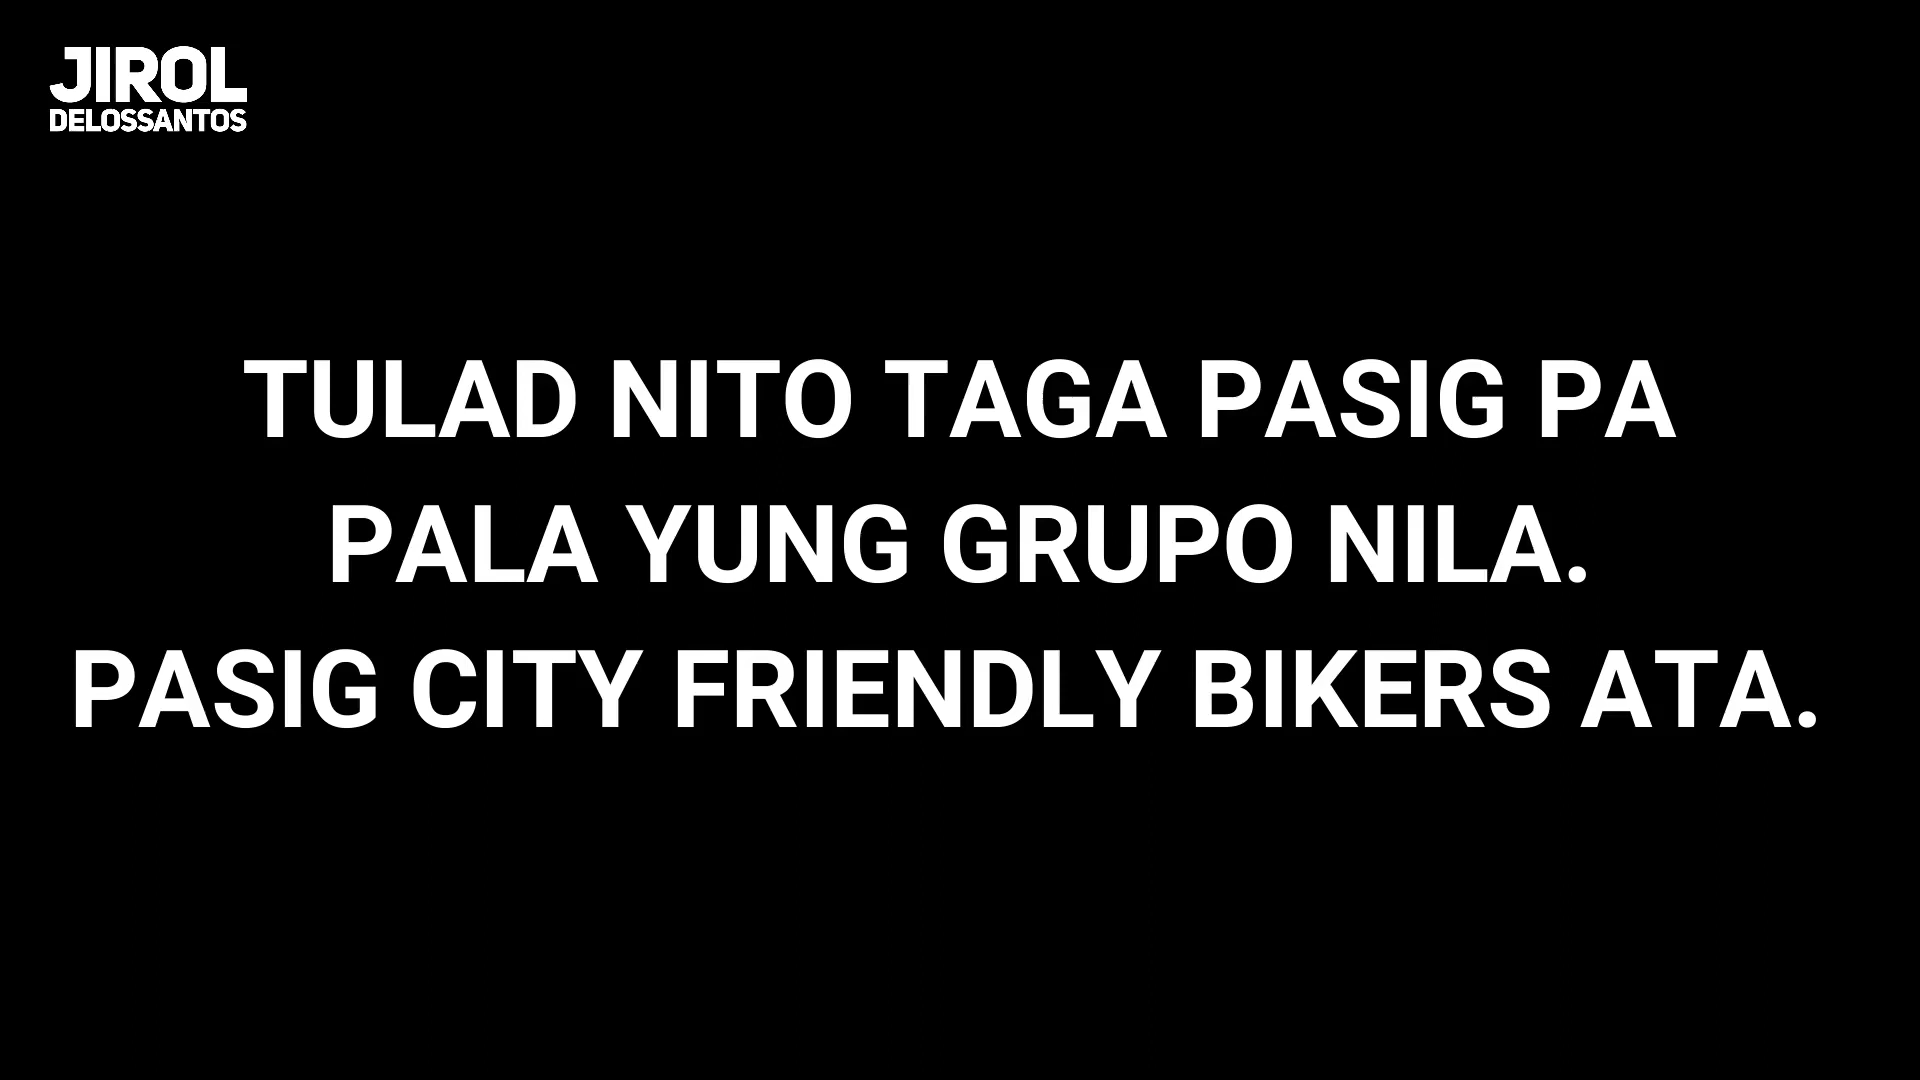 JIROL
DELOSSANTOS
TULAD NITO TAGA PASIG PA
PALA YUNG GRUPO NILA.
PASIG CITY FRIENDLY BIKERS ATA.